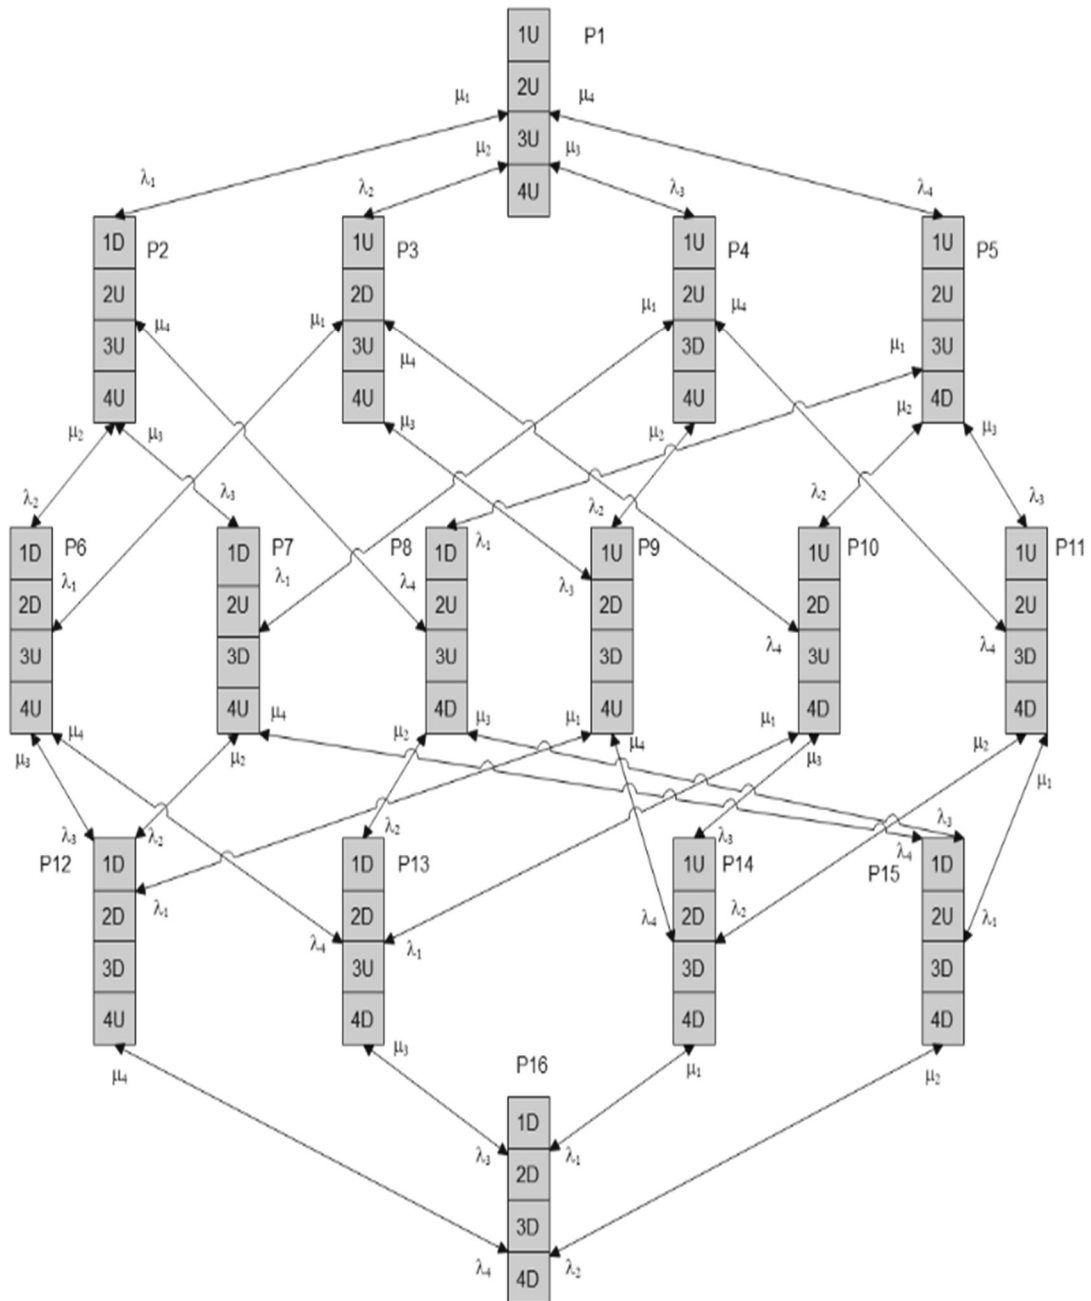 1U P1
2U
μ₁ μ₄
3U
μ₂ μ₃
4U
λ₁ λ₂ λ₃ λ₄
1D P2 1U P3 1U P4 1U P5
2U 2D 2U 2U
μ₄ μ₁ μ₄ μ₁ μ₄ μ₁
3U 3U 3D 3U
4U 4U 4U 4D
μ₂ μ₃ μ₃ μ₂ μ₂ μ₃
λ₂ λ₃ λ₁ λ₂ λ₂ λ₃
1D P6 1D P7 P8 1D 1U P9 1U P10 1U P11
λ₁ λ₁ λ₄ λ₃
2D 2U 2U 2D 2D 2U
λ₄ λ₄
3U 3D 3U 3D 3U 3D
4U 4U 4D 4U 4D 4D
μ₃ μ₄ μ₂ μ₄ μ₂ μ₃ μ₁ μ₄ μ₁ μ₃ μ₂ μ₁
λ₃ λ₂ λ₂ λ₃ λ₄ λ₃
P12 1D 1D P13 1U P14 P15 1D
λ₁ λ₄ λ₁ λ₄ λ₂ λ₁
2D 2D 2D 2U
3D 3U 3D 3D
4U 4D 4D 4D
μ₄ μ₃ μ₁ μ₂
P16
1D
λ₃ λ₁
2D
3D
λ₄ λ₂
4D